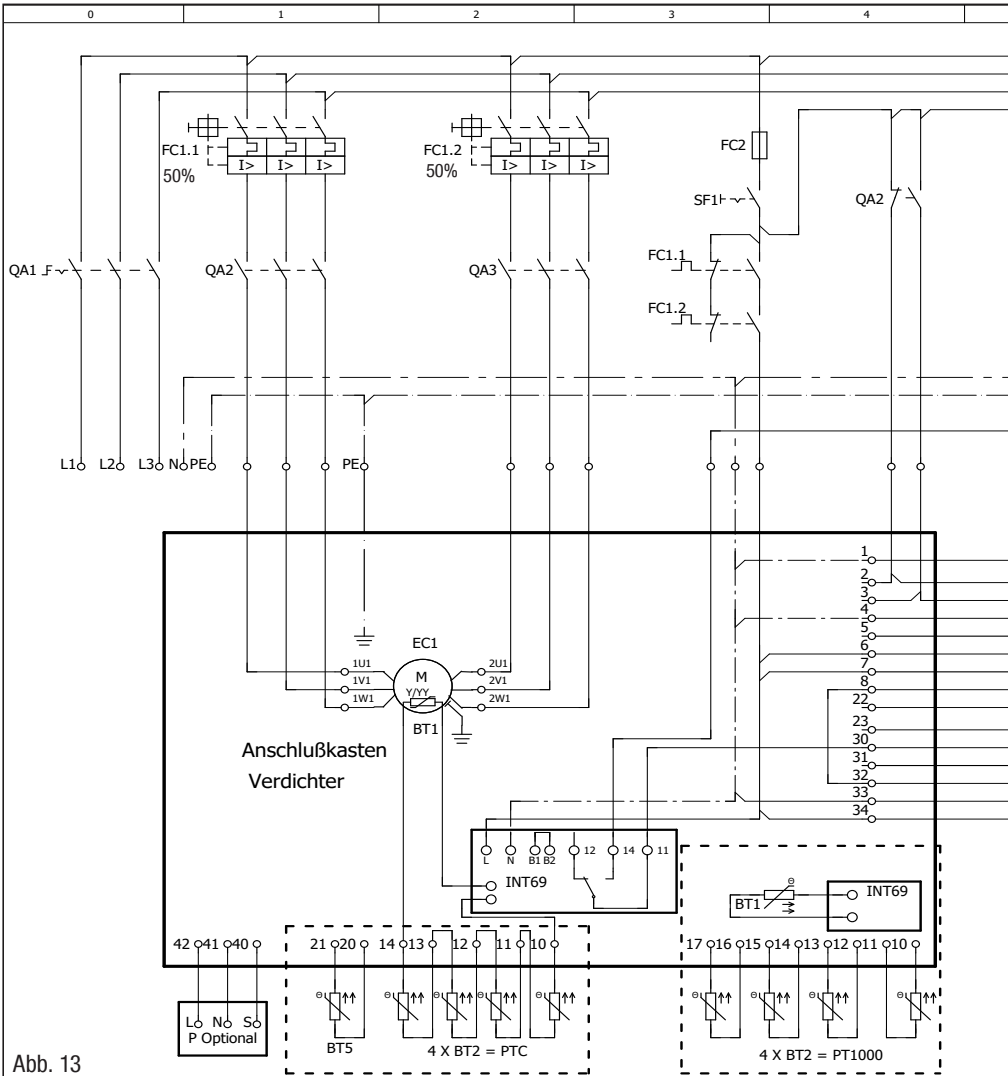 0 1 2 3 4
FC1.1
50%
I> I> I>
FC1.2
50%
I> I> I>
FC2
SF1
QA2
QA1
QA2
QA3
FC1.1
FC1.2
L1 L2 L3 N PE PE
1
2
3
4
5
6
7
8
22
23
30
31
32
33
34
EC1
1U1
1V1
1W1
M
Y/YY
2U1
2V1
2W1
BT1
Anschlußkasten
Verdichter
L N B1 B2 12 14 11
INT69
BT1
Θ
INT69
42 41 40
21 20 14 13 12 11 10
17 16 15 14 13 12 11 10
L N S
P Optional
Θ Θ Θ Θ Θ
BT5
4 X BT2 = PTC
Θ Θ Θ Θ
4 X BT2 = PT1000
Abb. 13